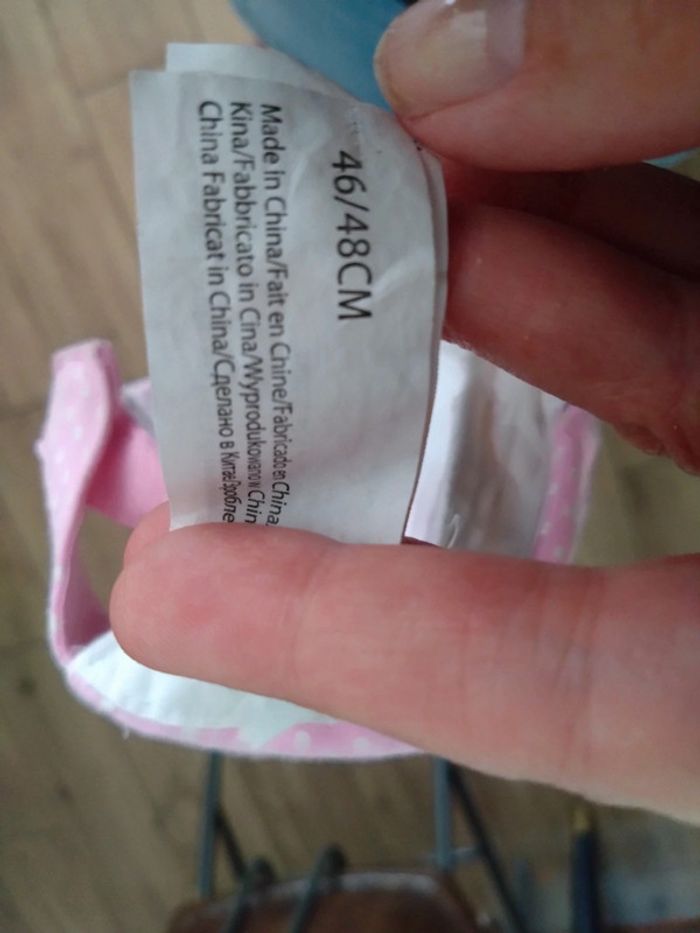 46/48CM
Made in China/Fait en Chine/Fabricado en China,
Kina/Fabbricato in Cina/Wyprodukowano w Chin
China Fabricat in China/Сделано в Китае/Зробле